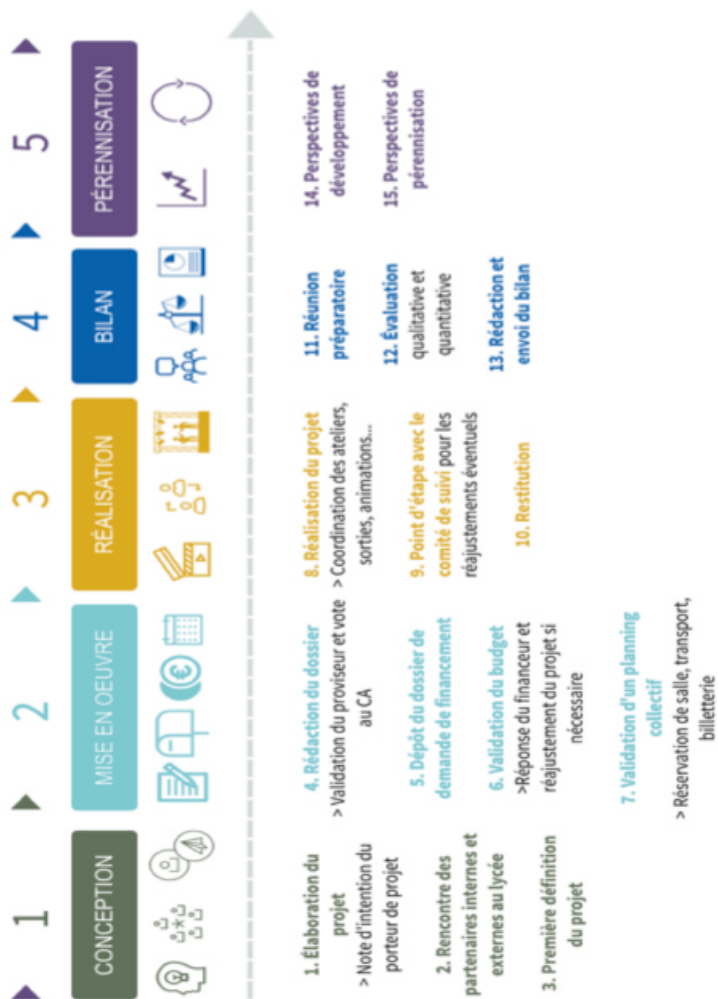 1
2
3
4
5
CONCEPTION
MISE EN OEUVRE
RÉALISATION
BILAN
PÉRENNISATION
1. Élaboration du
projet
> Note d'intention du
porteur de projet
2. Rencontre des
partenaires internes et
externes au lycée
3. Première définition
du projet
4. Rédaction du dossier
> Validation du proviseur et vote
au CA
5. Dépôt du dossier de
demande de financement
6. Validation du budget
>Réponse du financeur et
réajustement du projet si
nécessaire
7. Validation d'un planning
collectif
> Réservation de salle, transport,
billetterie
8. Réalisation du projet
> Coordination des ateliers,
sorties, animations...
9. Point d'étape avec le
comité de suivi pour les
réajustements éventuels
10. Restitution
11. Réunion
préparatoire
12. Évaluation
qualitative et
quantitative
13. Rédaction et
envoi du bilan
14. Perspectives de
développement
15. Perspectives de
pérennisation